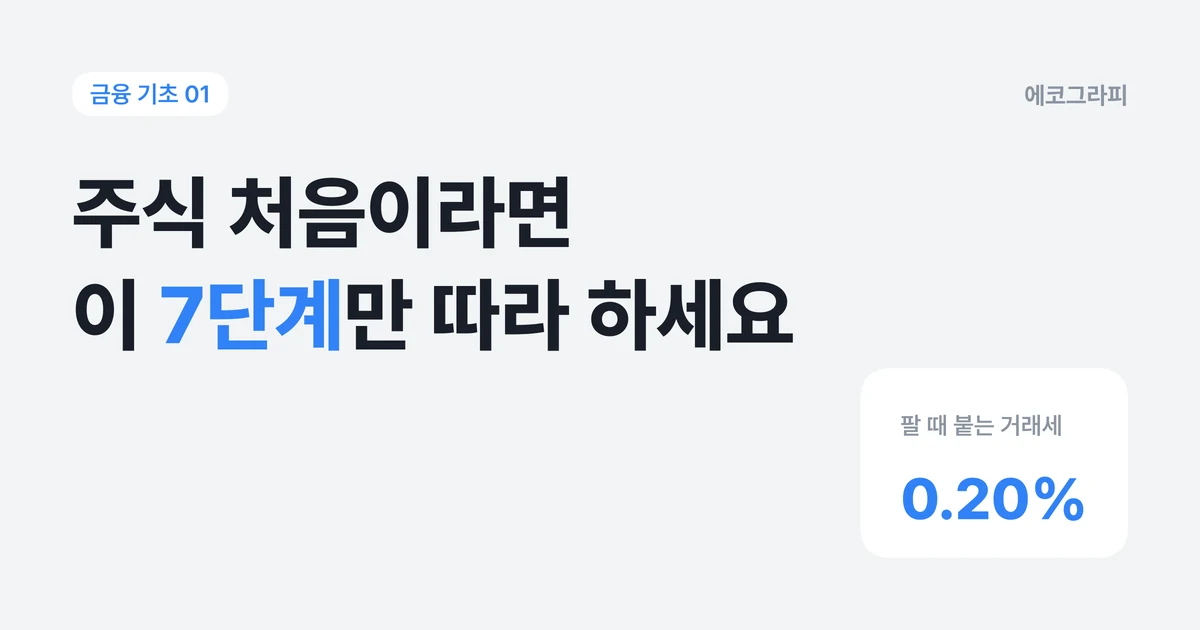 금융 기초 01
에코그라피
주식 처음이라면
이 7단계만 따라 하세요
팔 때 붙는 거래세
0.20%